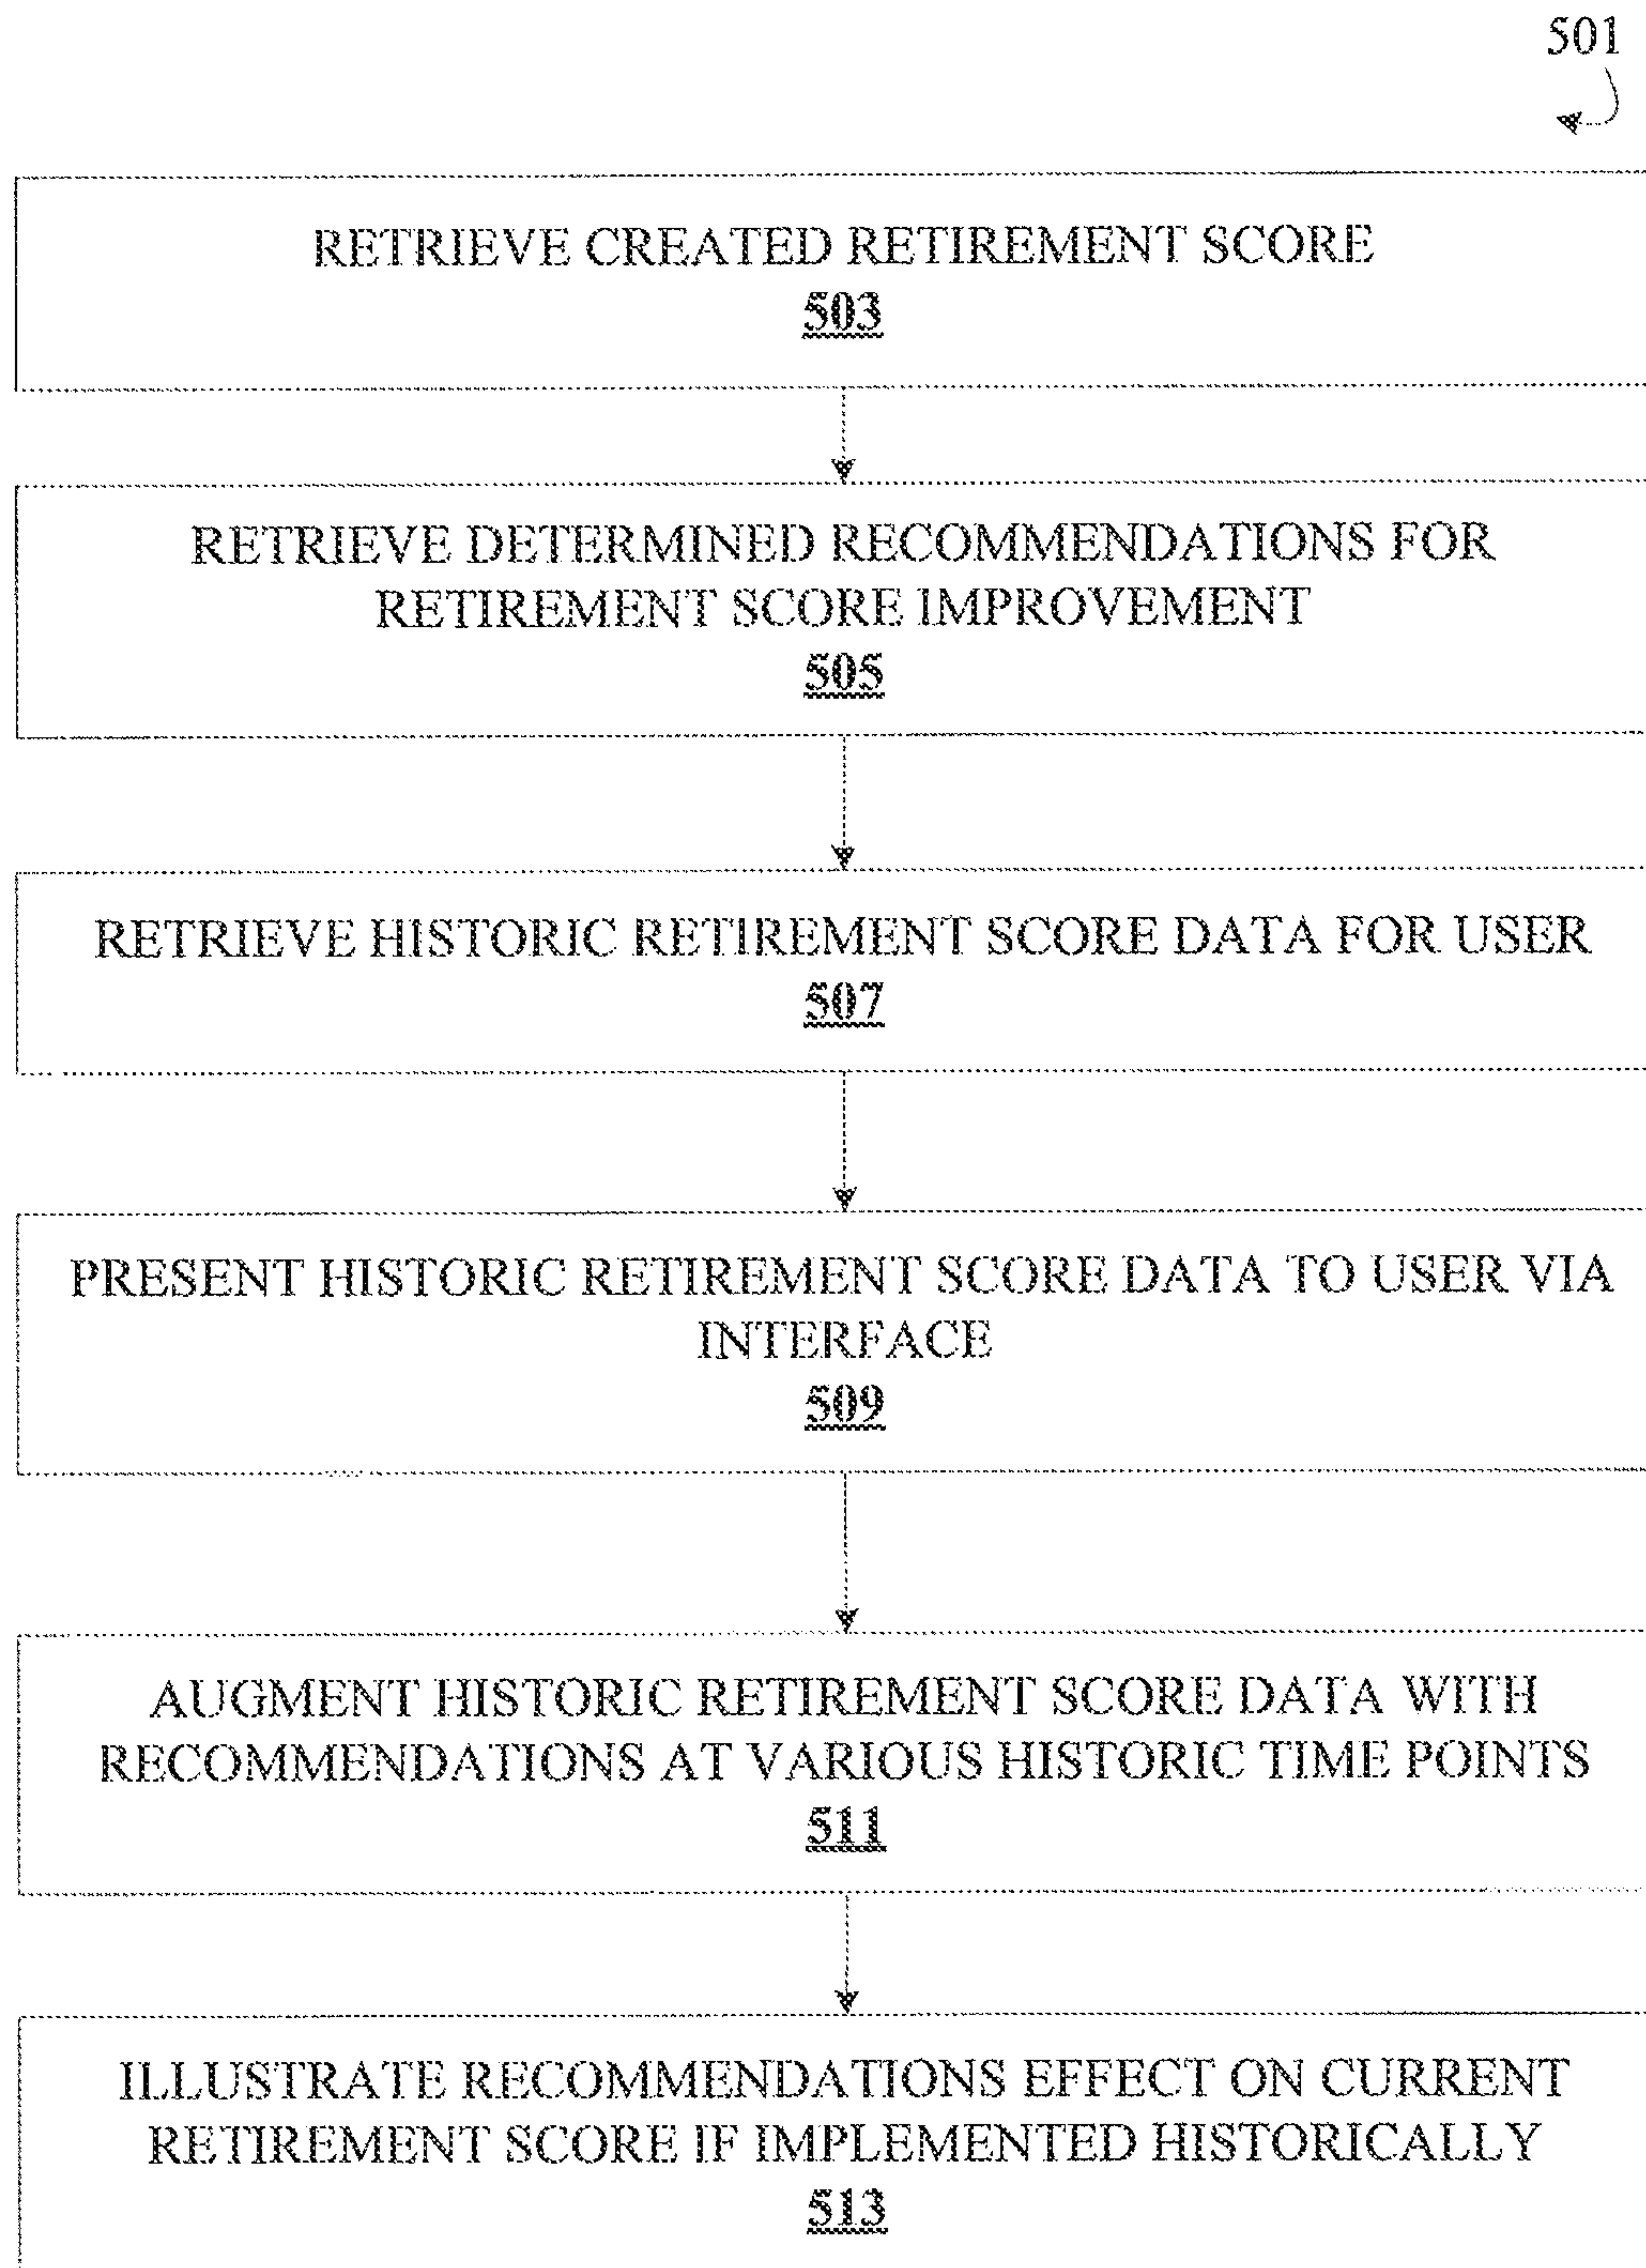 501
RETRIEVE CREATED RETIREMENT SCORE
503
RETRIEVE DETERMINED RECOMMENDATIONS FOR
RETIREMENT SCORE IMPROVEMENT
505
RETRIEVE HISTORIC RETIREMENT SCORE DATA FOR USER
507
PRESENT HISTORIC RETIREMENT SCORE DATA TO USER VIA
INTERFACE
509
AUGMENT HISTORIC RETIREMENT SCORE DATA WITH
RECOMMENDATIONS AT VARIOUS HISTORIC TIME POINTS
511
ILLUSTRATE RECOMMENDATIONS EFFECT ON CURRENT
RETIREMENT SCORE IF IMPLEMENTED HISTORICALLY
513